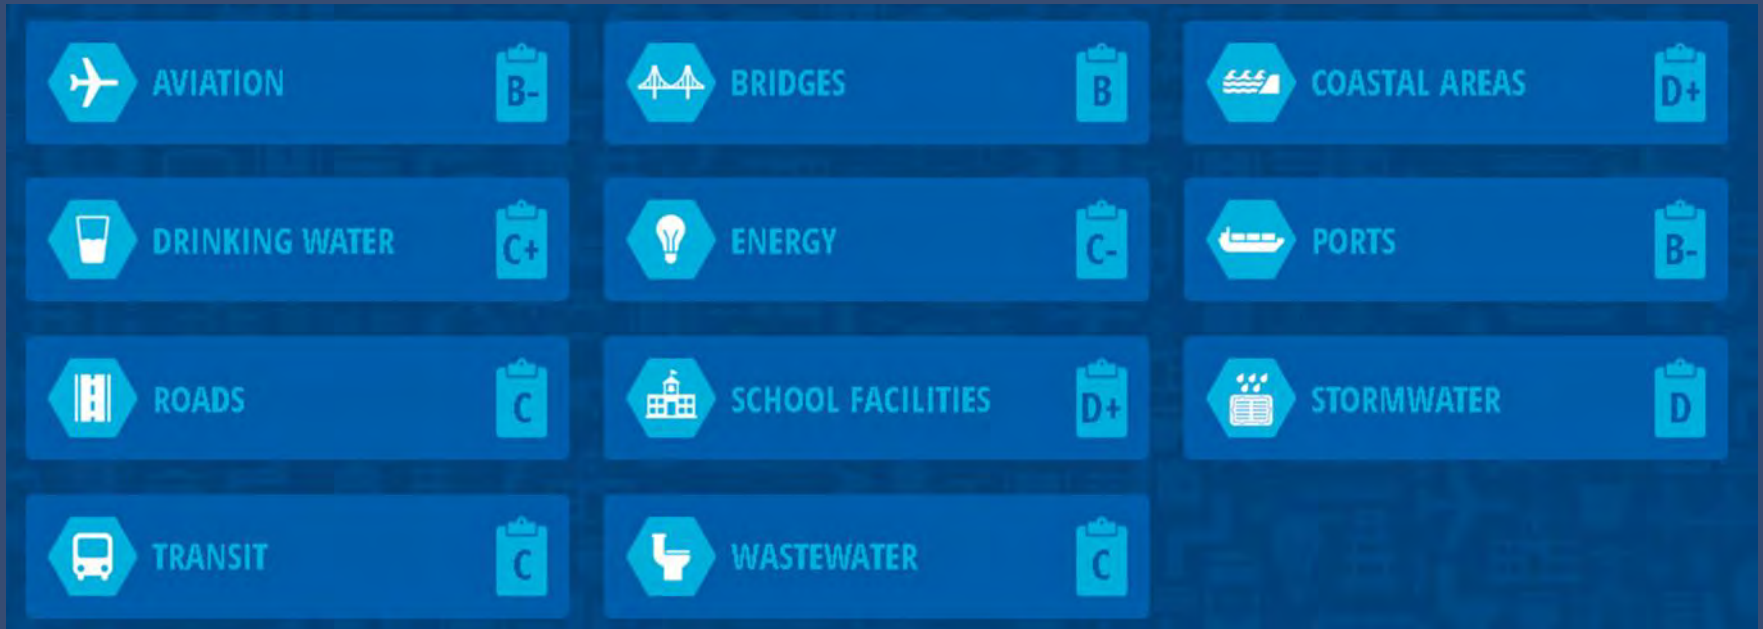 AVIATION B-
BRIDGES B
COASTAL AREAS D+
DRINKING WATER C+
ENERGY C-
PORTS B-
ROADS C
SCHOOL FACILITIES D+
STORMWATER D
TRANSIT C
WASTEWATER C